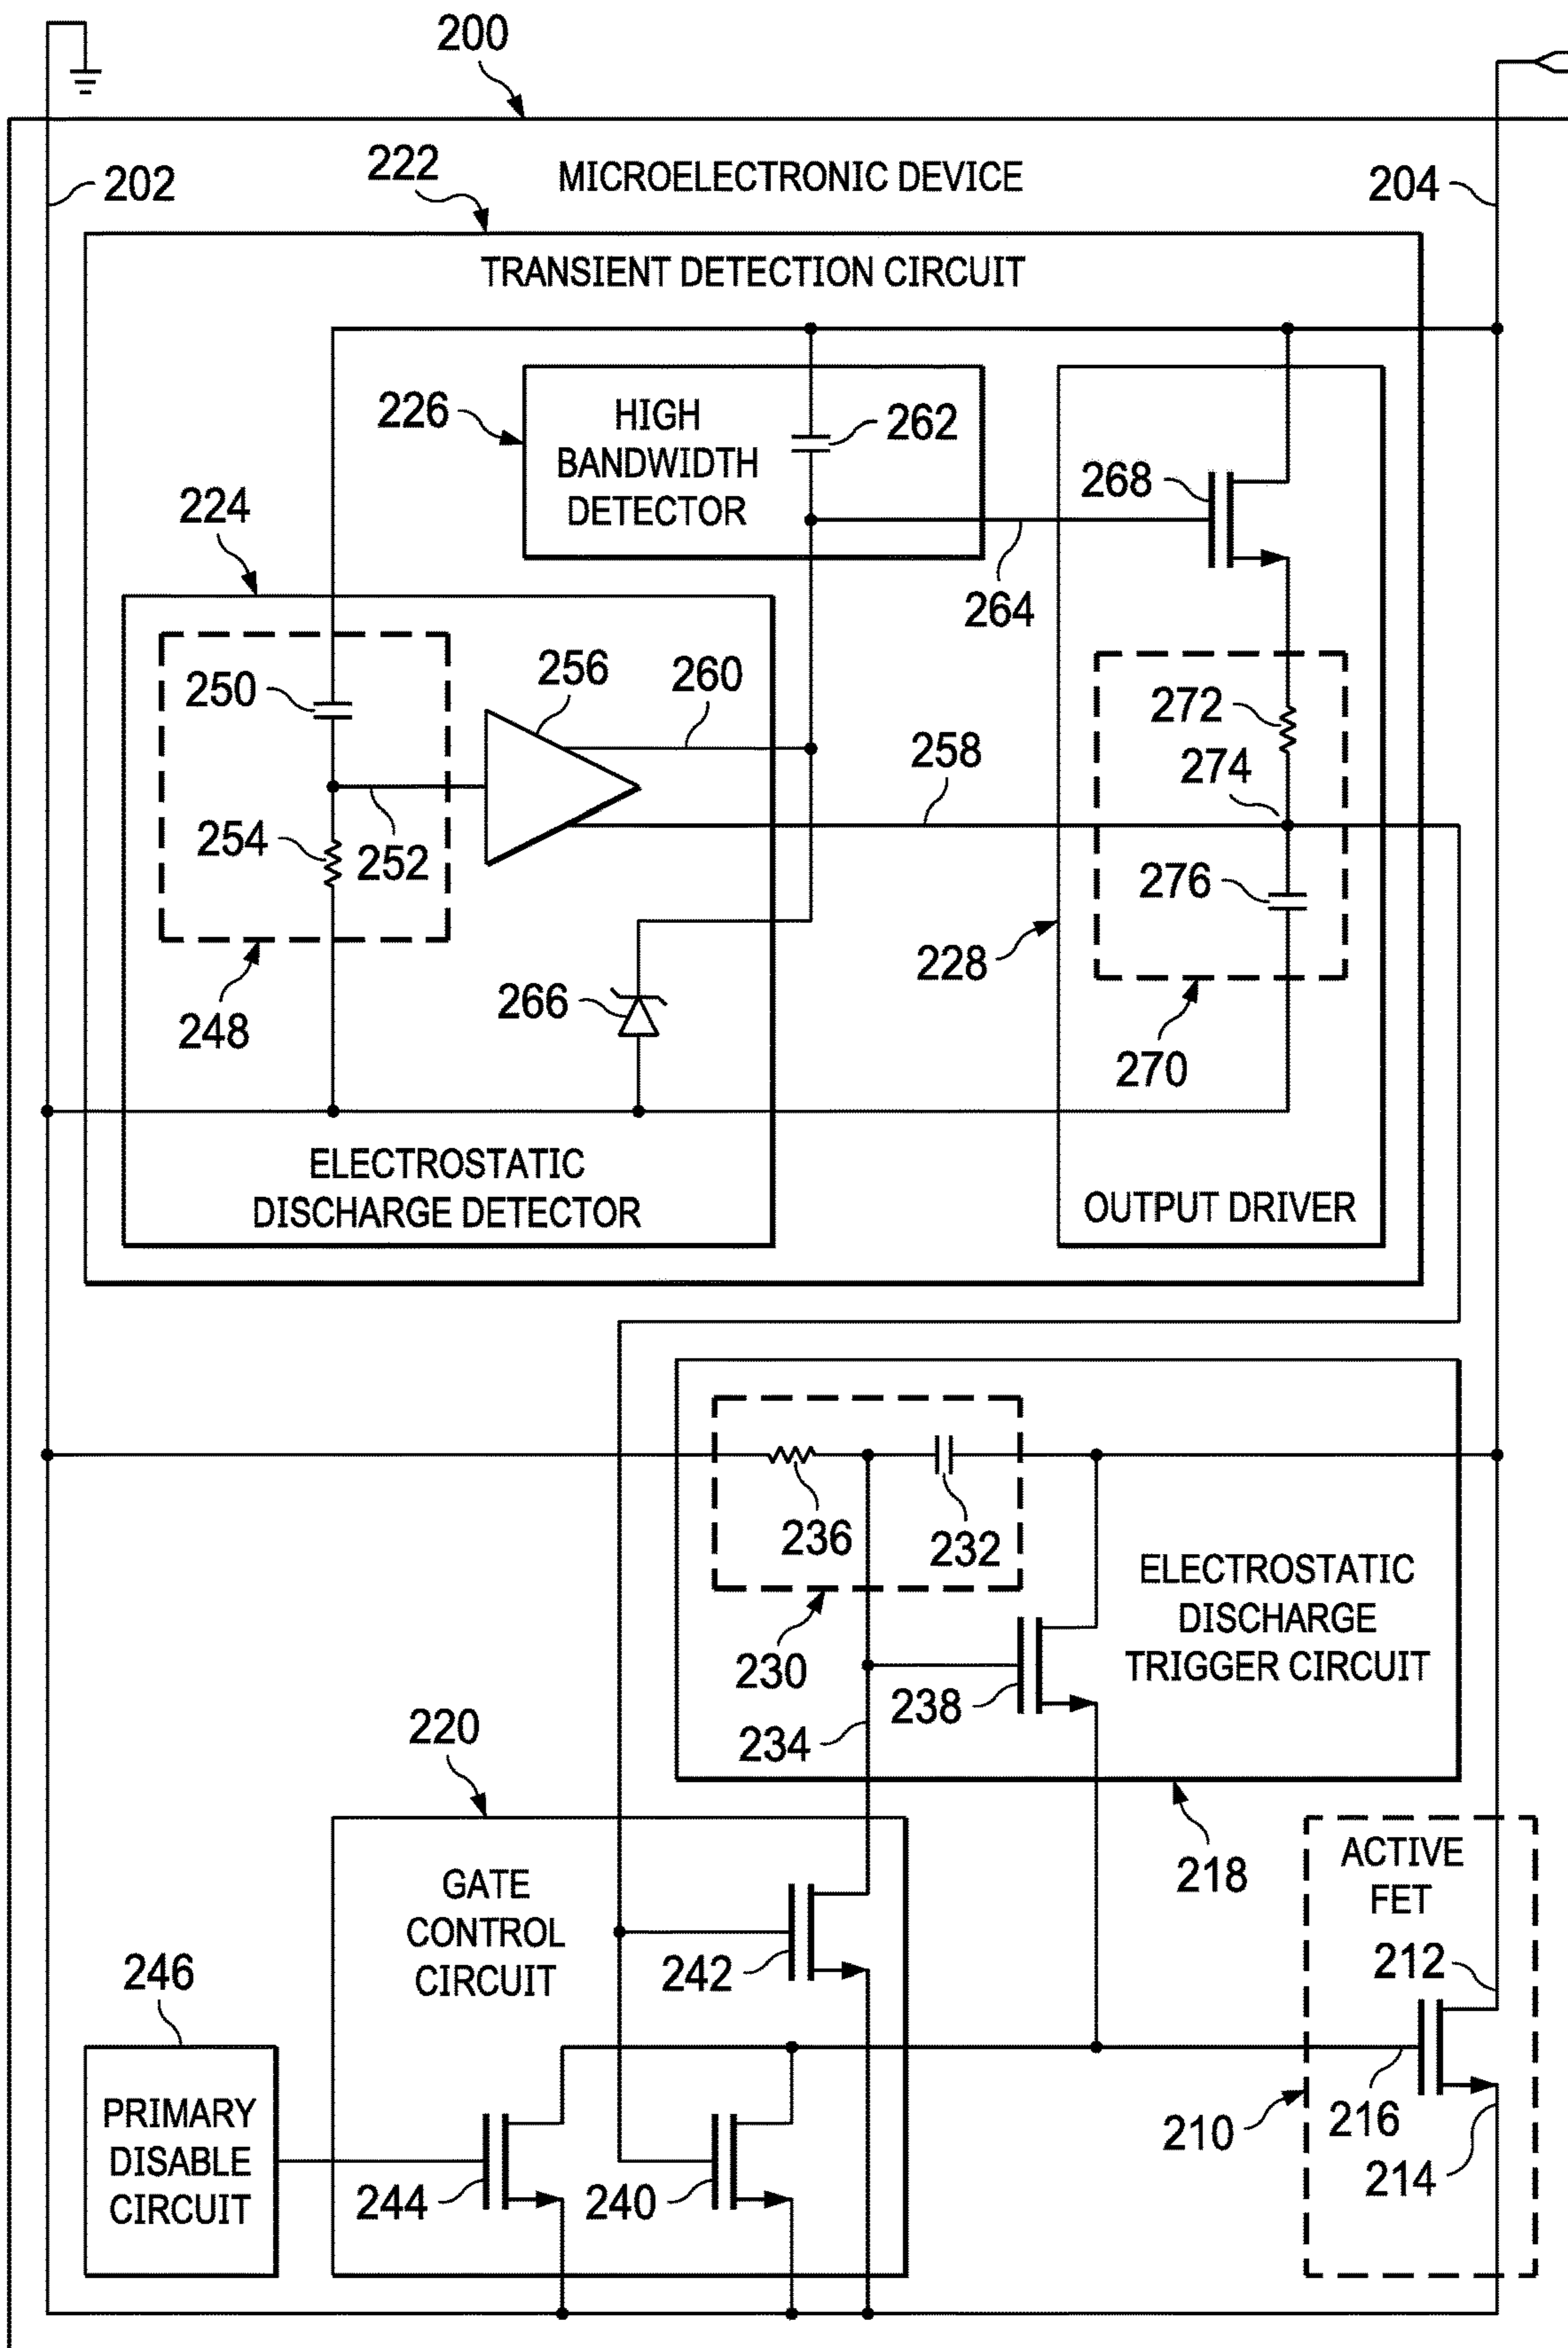 200
202
222
MICROELECTRONIC DEVICE
204
TRANSIENT DETECTION CIRCUIT
226
HIGH
BANDWIDTH
DETECTOR
262
268
224
264
250
256
260
272
258
274
254
252
276
228
248
266
270
ELECTROSTATIC
DISCHARGE DETECTOR
OUTPUT DRIVER
236
232
ELECTROSTATIC
DISCHARGE
TRIGGER CIRCUIT
230
238
234
220
218
ACTIVE
FET
GATE
CONTROL
CIRCUIT
242
212
246
PRIMARY
DISABLE
CIRCUIT
244
240
210
216
214